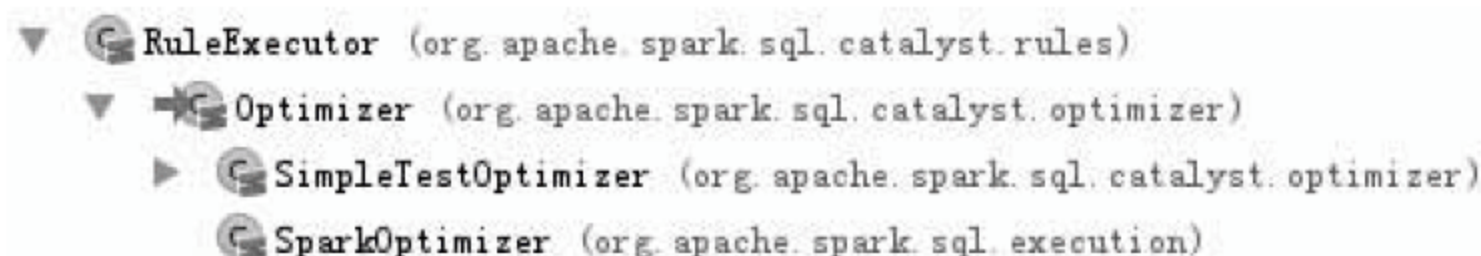 RuleExecutor (org.apache.spark.sql.catalyst.rules)
Optimizer (org.apache.spark.sql.catalyst.optimizer)
SimpleTestOptimizer (org.apache.spark.sql.catalyst.optimizer)
SparkOptimizer (org.apache.spark.sql.execution)